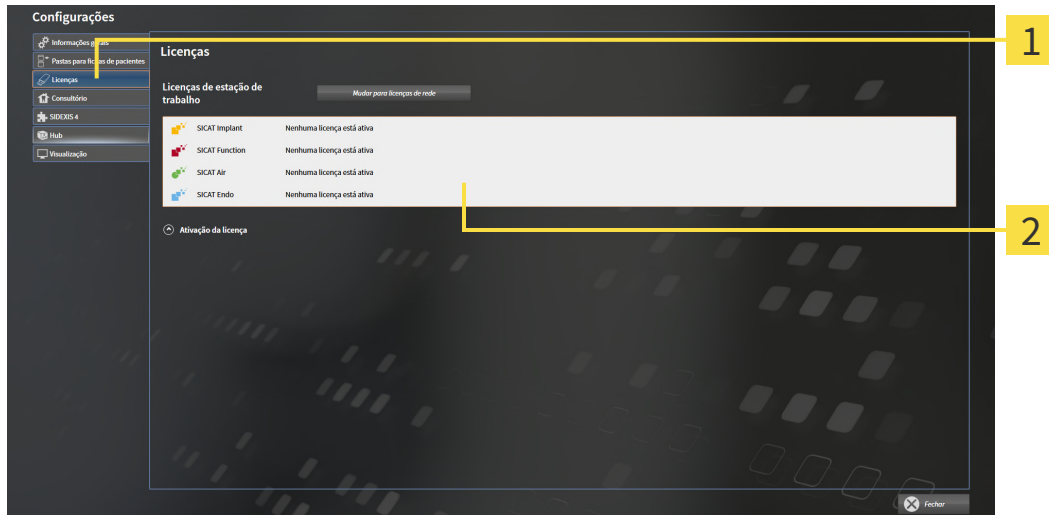 Configurações
Informações gerais
Pastas para fichas de pacientes
Licenças
Consultório
SIDEXIS 4
Hub
Visualização
Licenças
Licenças de estação de
trabalho
Mudar para licenças de rede
SICAT Implant Nenhuma licença está ativa
SICAT Function Nenhuma licença está ativa
SICAT Air Nenhuma licença está ativa
SICAT Endo Nenhuma licença está ativa
Ativação da licença
Fechar
1
2